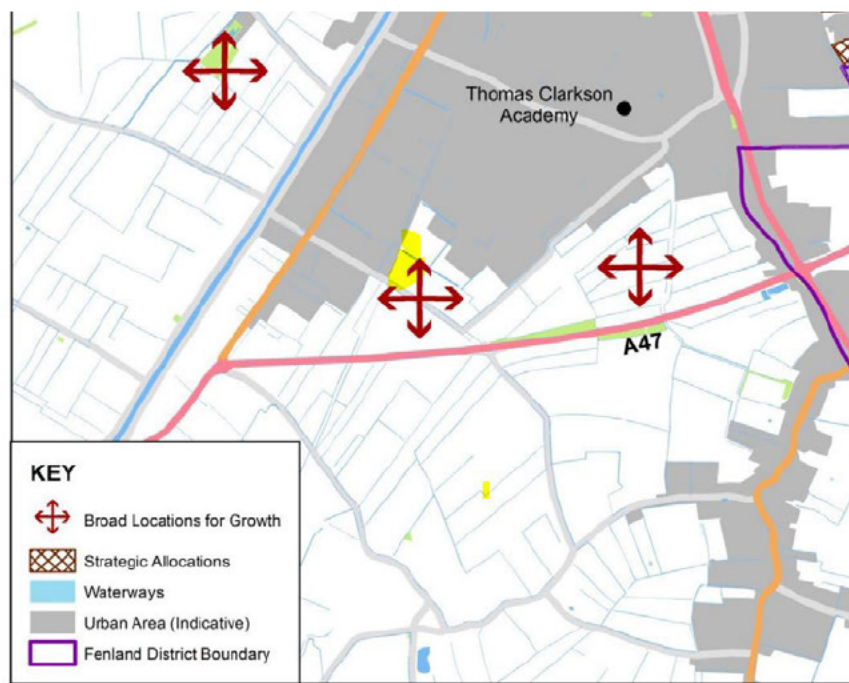 Thomas Clarkson
Academy
A47
KEY
Broad Locations for Growth
Strategic Allocations
Waterways
Urban Area (Indicative)
Fenland District Boundary